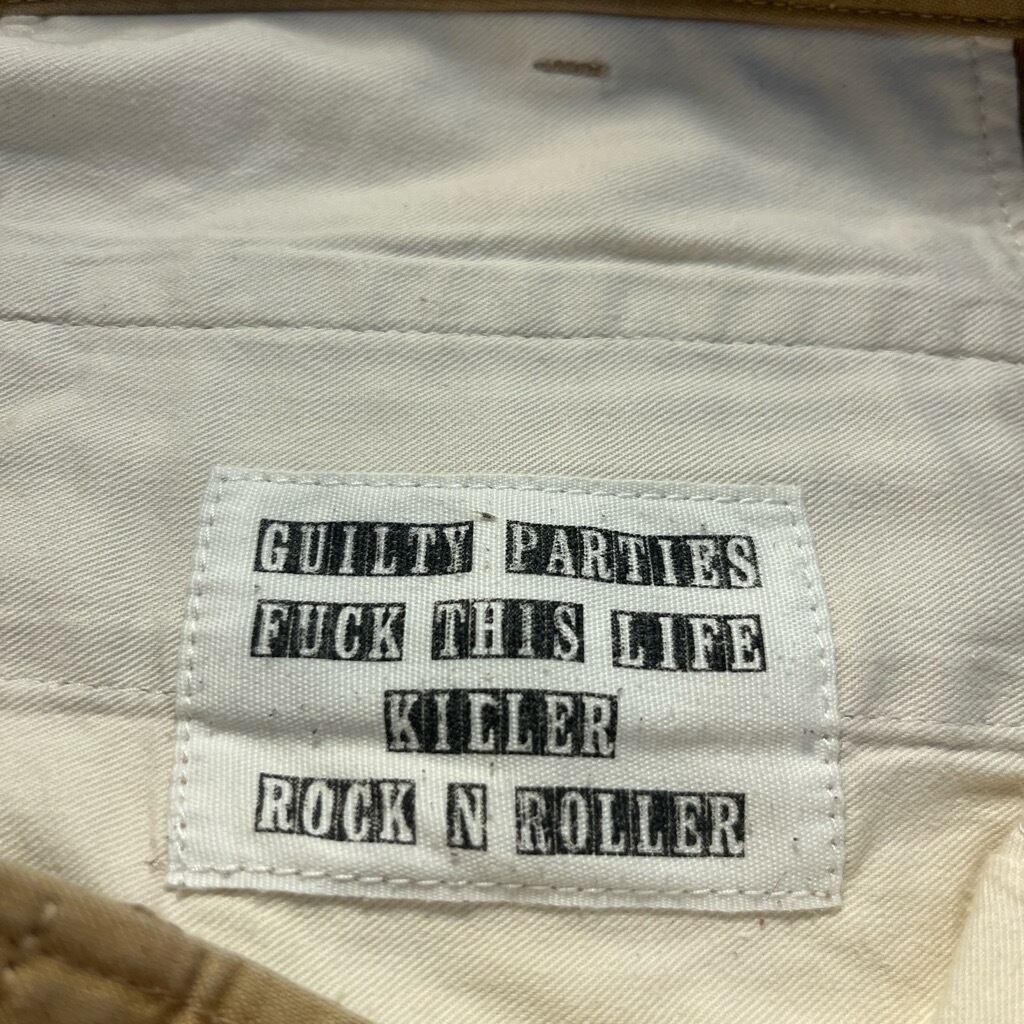 GUILTY PARTIES
FUCK THIS LIFE
KILLER
ROCK N ROLLER